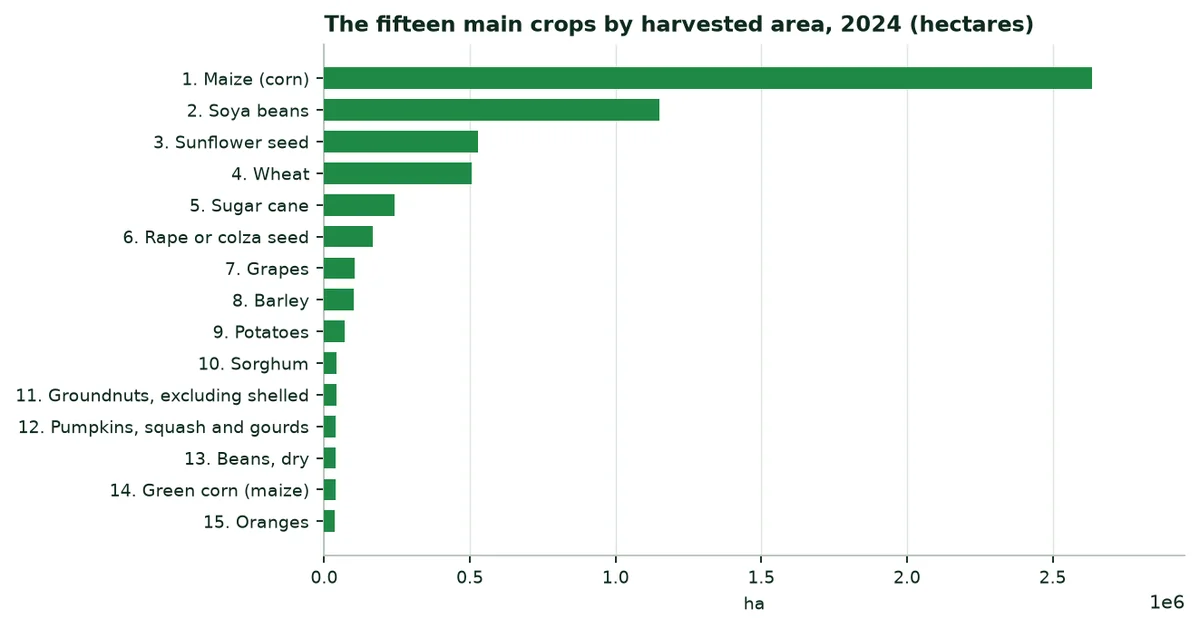 The fifteen main crops by harvested area, 2024 (hectares)
1. Maize (corn)
2. Soya beans
3. Sunflower seed
4. Wheat
5. Sugar cane
6. Rape or colza seed
7. Grapes
8. Barley
9. Potatoes
10. Sorghum
11. Groundnuts, excluding shelled
12. Pumpkins, squash and gourds
13. Beans, dry
14. Green corn (maize)
15. Oranges
0.0 0.5 1.0 1.5 2.0 2.5
ha
1e6